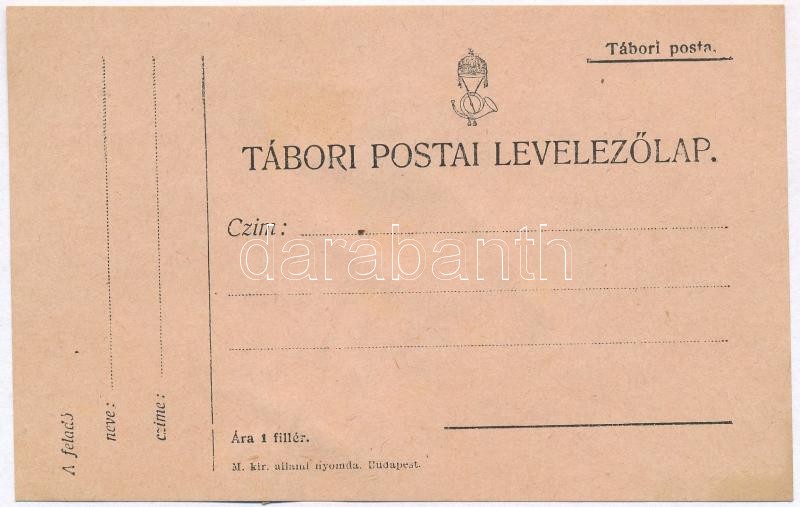 Tábori posta.
TÁBORI POSTAI LEVELEZŐLAP.
Czim:
darabanth
Ára 1 fillér.
M. kir. állami nyomda. Budapest.
A feladó
neve:
czime: